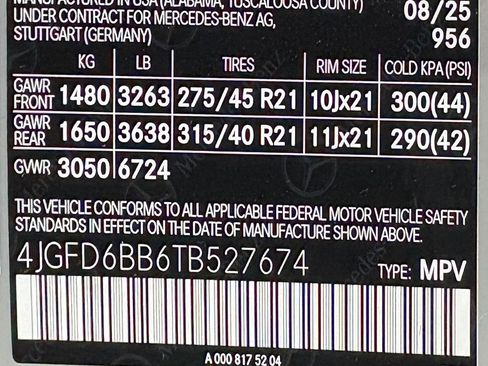 MANUFACTURED IN USA (ALABAMA, TUSCALOOSA COUNTY)
UNDER CONTRACT FOR MERCEDES-BENZ AG, 08/25
STUTTGART (GERMANY) 956
KG LB TIRES RIM SIZE COLD KPA (PSI)
GAWR FRONT 1480 3263 275/45 R21 10Jx21 300(44)
GAWR REAR 1650 3638 315/40 R21 11Jx21 290(42)
GVWR 3050 6724
THIS VEHICLE CONFORMS TO ALL APPLICABLE FEDERAL MOTOR VEHICLE SAFETY
STANDARDS IN EFFECT ON THE DATE OF MANUFACTURE SHOWN ABOVE.
4JGFD6BB6TB527674 TYPE: MPV
A 000 817 52 04